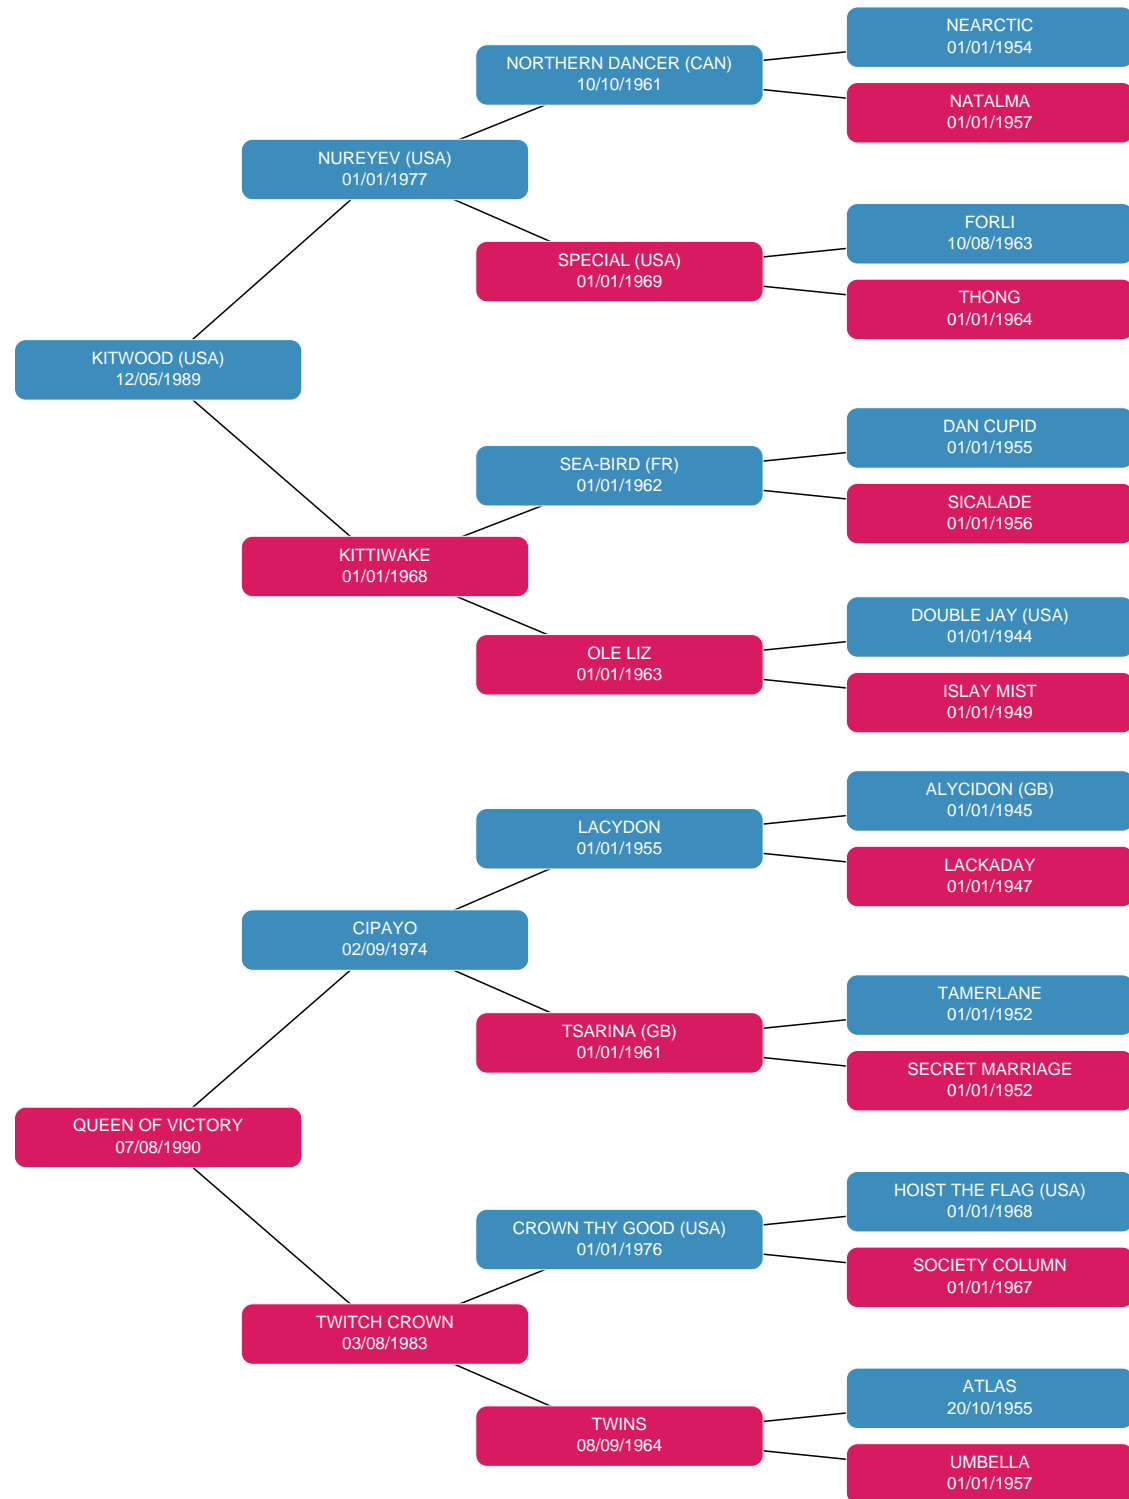 NEARCTIC
01/01/1954
NORTHERN DANCER (CAN)
10/10/1961
NATALMA
01/01/1957
NUREYEV (USA)
01/01/1977
FORLI
10/08/1963
SPECIAL (USA)
01/01/1969
THONG
01/01/1964
KITWOOD (USA)
12/05/1989
DAN CUPID
01/01/1955
SEA-BIRD (FR)
01/01/1962
SICALADE
01/01/1956
KITTIWAKE
01/01/1968
DOUBLE JAY (USA)
01/01/1944
OLE LIZ
01/01/1963
ISLAY MIST
01/01/1949
ALYCIDON (GB)
01/01/1945
LACYDON
01/01/1955
LACKADAY
01/01/1947
CIPAYO
02/09/1974
TAMERLANE
01/01/1952
TSARINA (GB)
01/01/1961
SECRET MARRIAGE
01/01/1952
QUEEN OF VICTORY
07/08/1990
HOIST THE FLAG (USA)
01/01/1968
CROWN THY GOOD (USA)
01/01/1976
SOCIETY COLUMN
01/01/1967
TWITCH CROWN
03/08/1983
ATLAS
20/10/1955
TWINS
08/09/1964
UMBELLA
01/01/1957